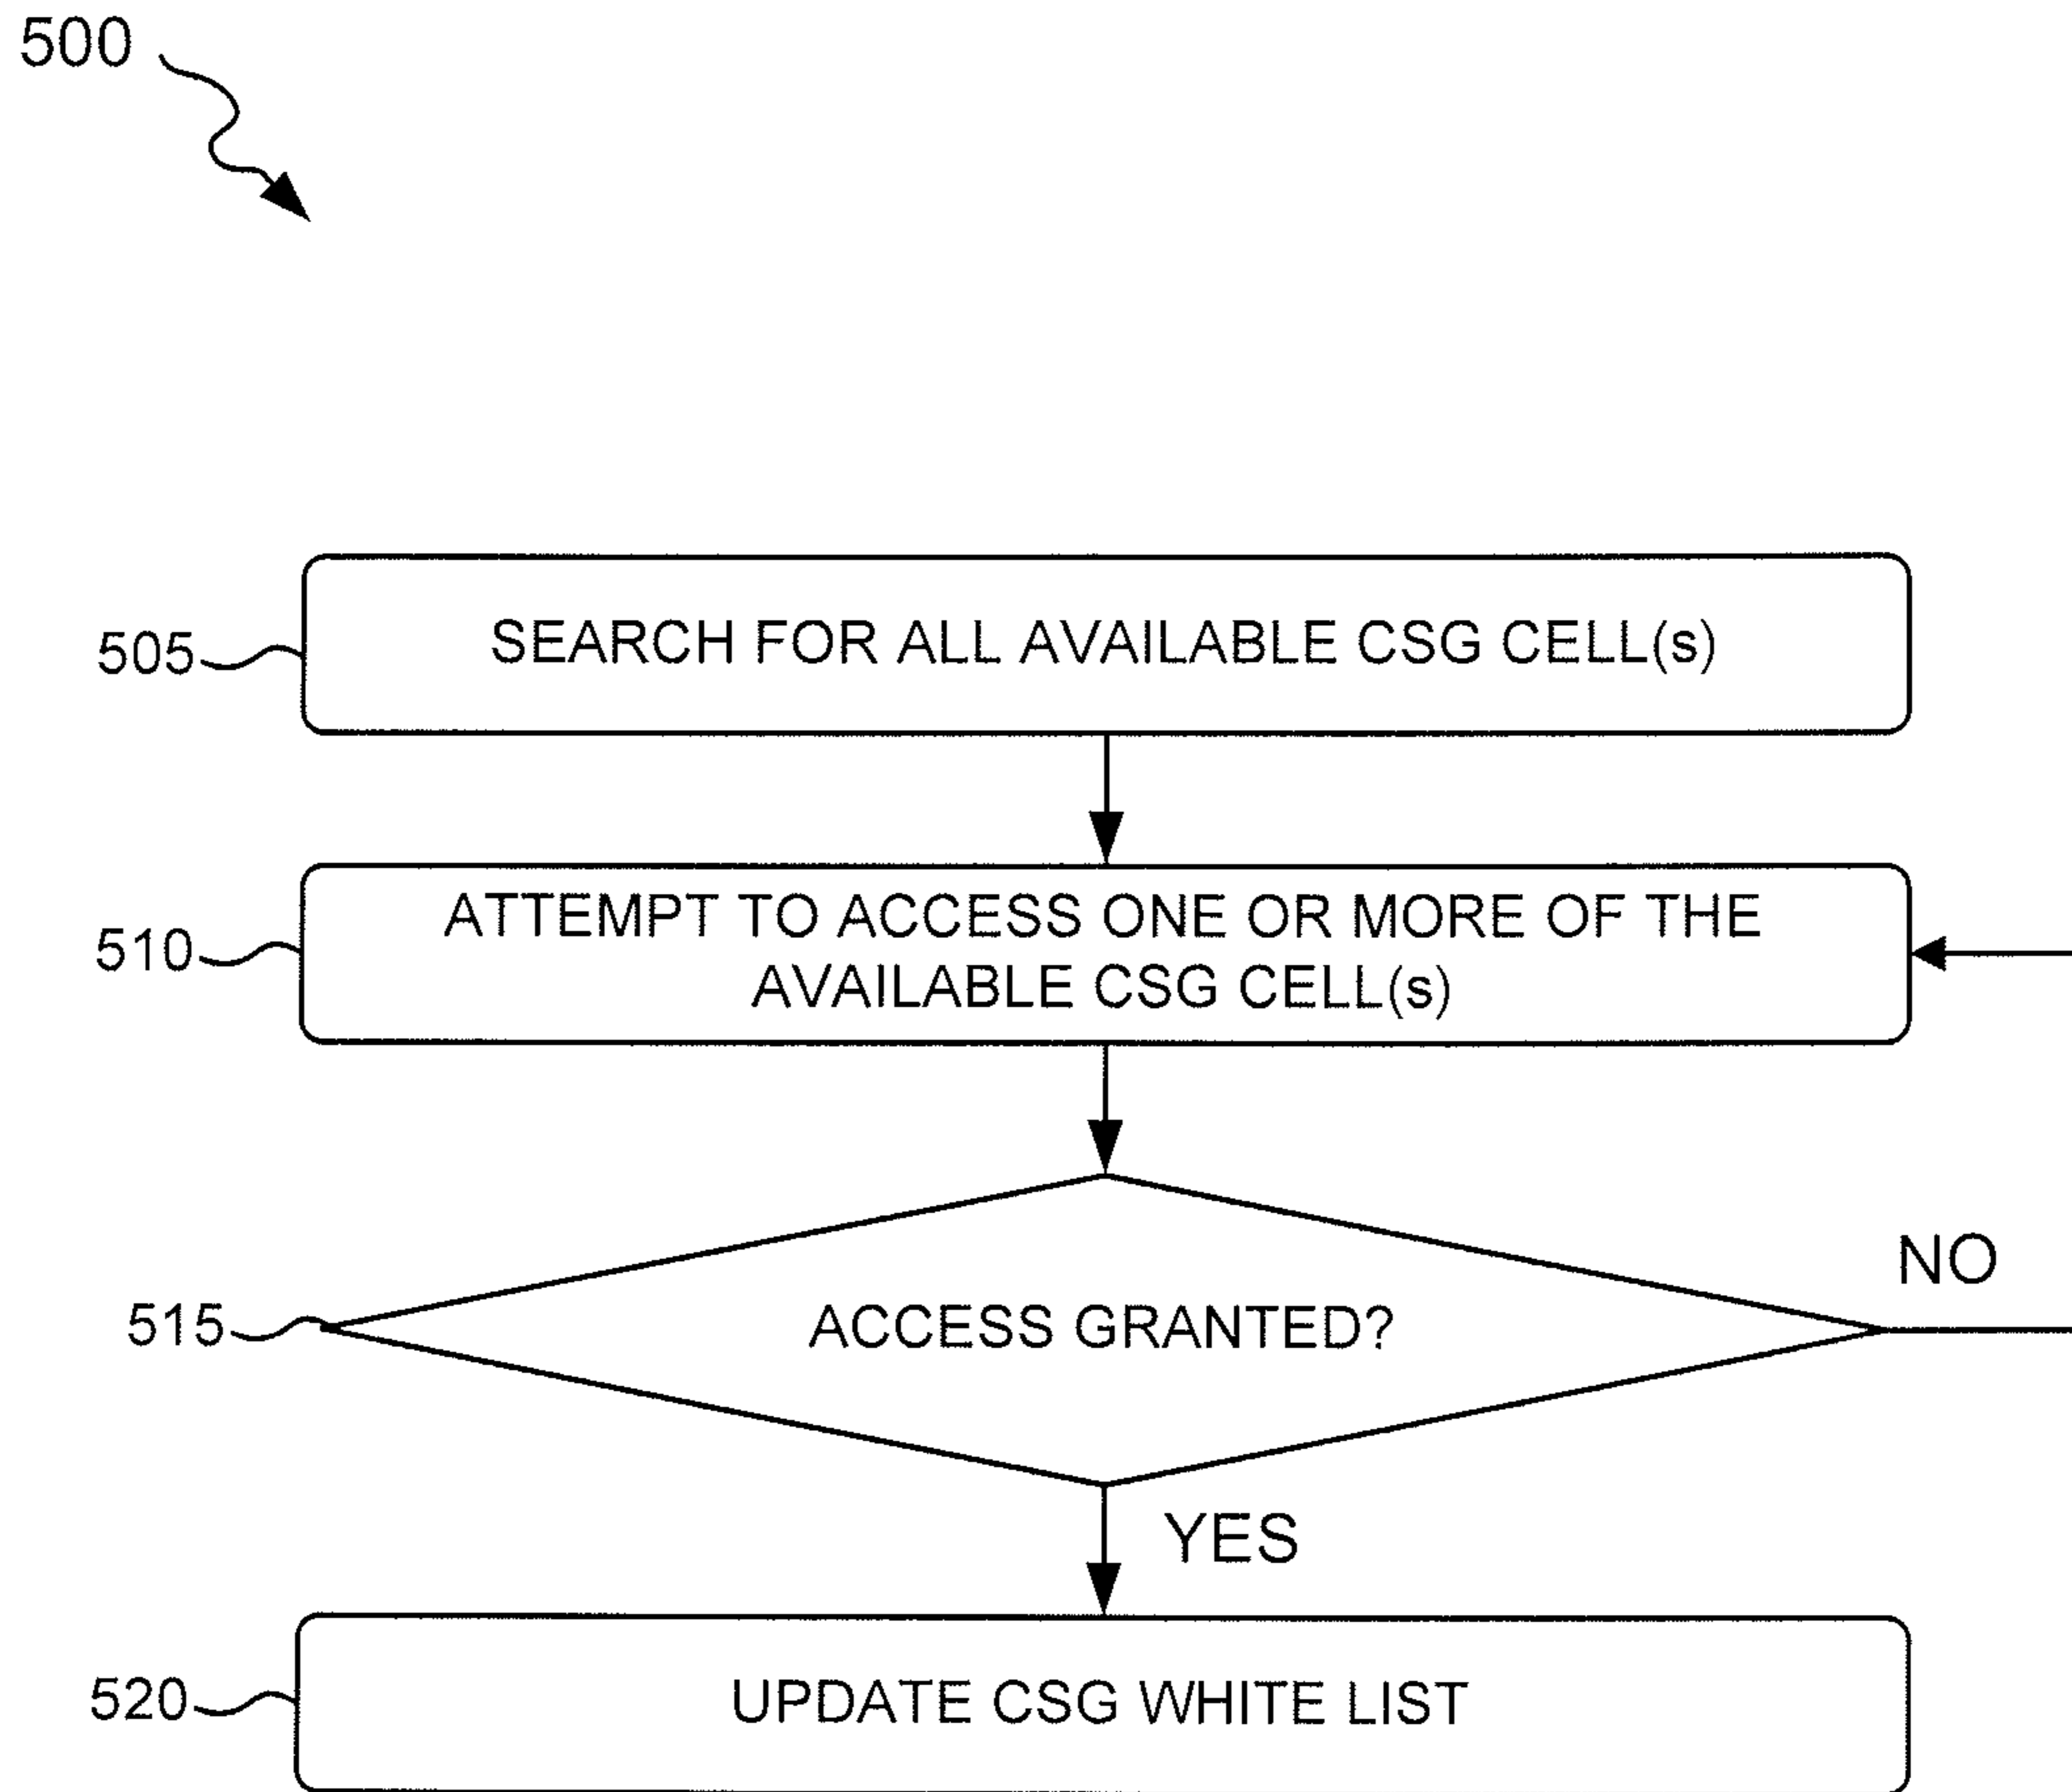 500
505
SEARCH FOR ALL AVAILABLE CSG CELL(s)
510
ATTEMPT TO ACCESS ONE OR MORE OF THE
AVAILABLE CSG CELL(s)
NO
515
ACCESS GRANTED?
YES
520
UPDATE CSG WHITE LIST